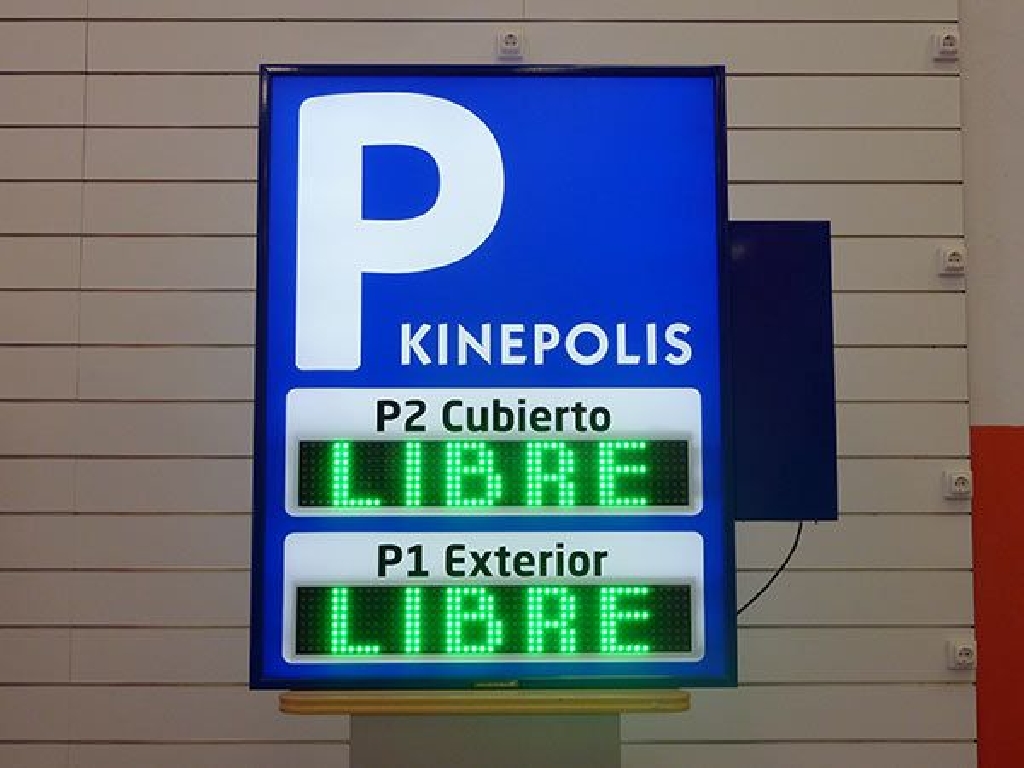 P
KINEPOLIS
P2 Cubierto
LIBRE
P1 Exterior
LIBRE